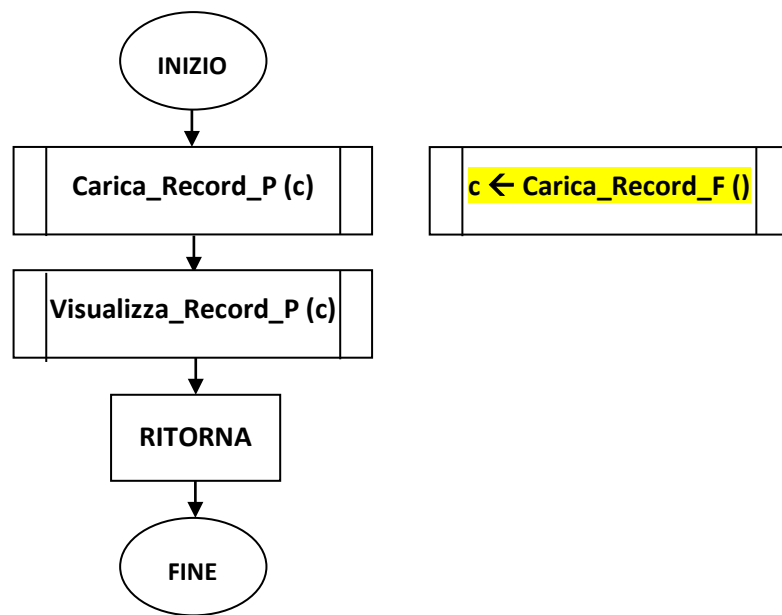 INIZIO
Carica_Record_P (c)
c ← Carica_Record_F ()
Visualizza_Record_P (c)
RITORNA
FINE